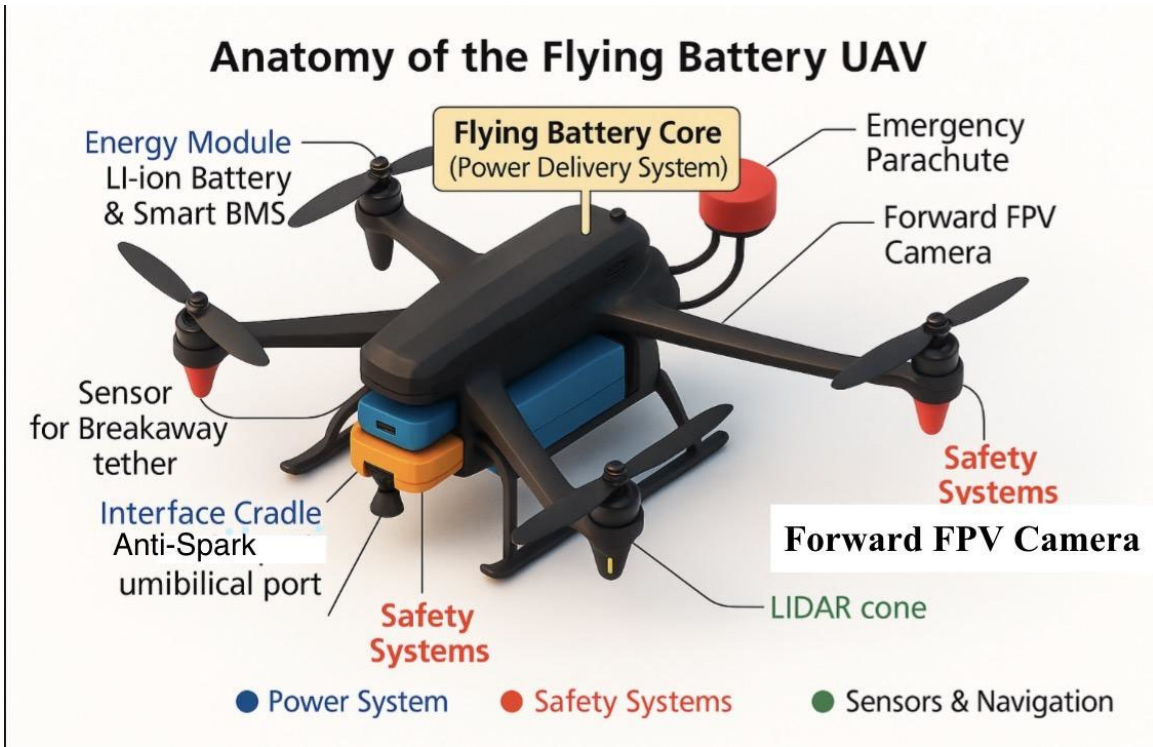 Anatomy of the Flying Battery UAV
Energy Module
LI-ion Battery
& Smart BMS
Flying Battery Core
(Power Delivery System)
Emergency
Parachute
Forward FPV
Camera
Sensor
for Breakaway
tether
Interface Cradle
Anti-Spark
umibilical port
Safety
Systems
Safety
Systems
Forward FPV Camera
LIDAR cone
Power System
Safety Systems
Sensors & Navigation